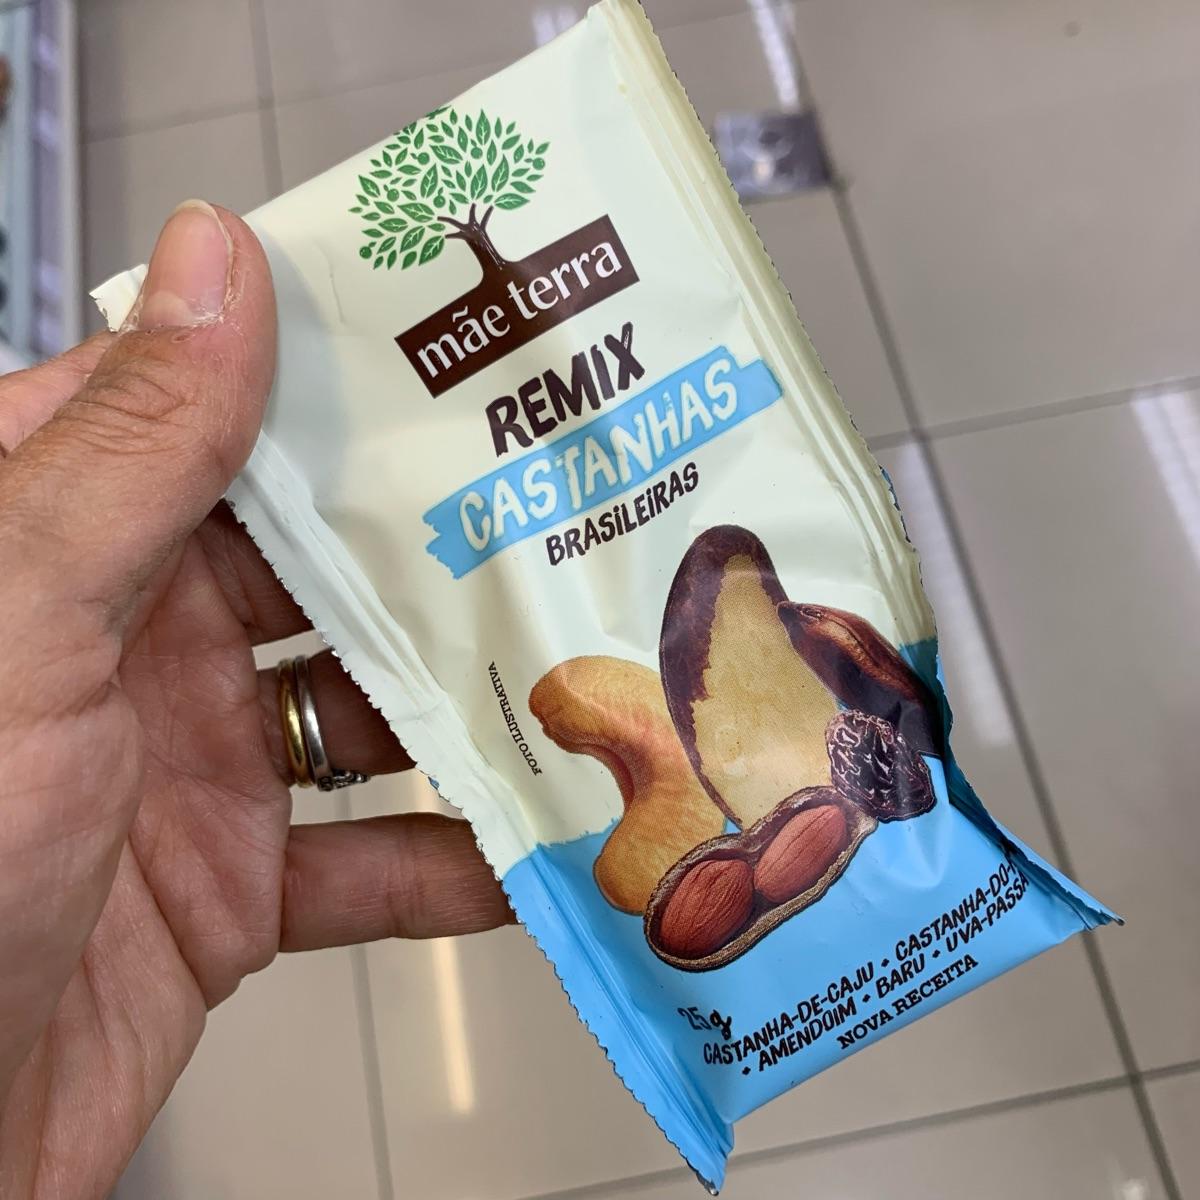 mãe terra
REMIX
CASTANHAS
BRASILEIRAS
FOTO ILUSTRATIVA
25g
CASTANHA-DE-CAJU • CASTANHA-DO-
• AMENDOIM • BARU • UVA-PASSA
NOVA RECEITA